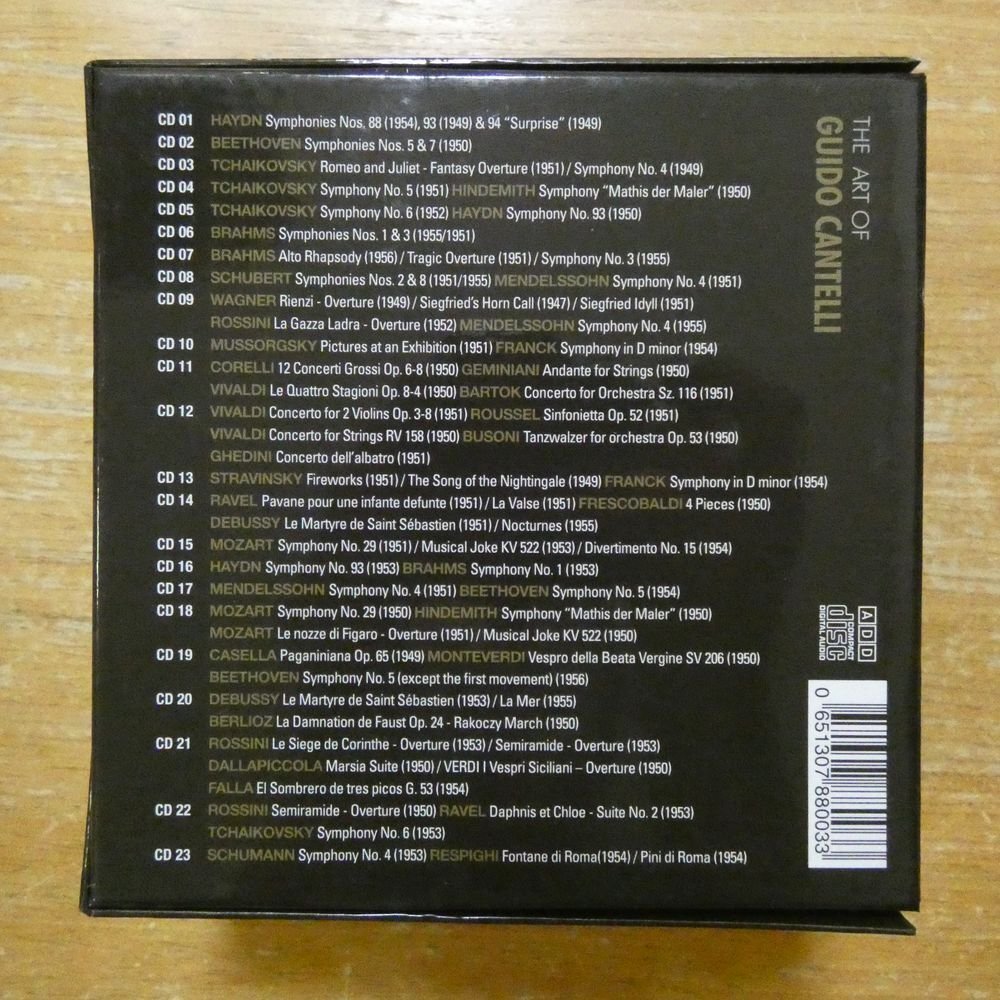 CD 01 HAYDN Symphonies Nos. 88 (1954), 93 (1949) & 94 “Surprise” (1949)
CD 02 BEETHOVEN Symphonies Nos. 5 & 7 (1950)
CD 03 TCHAIKOVSKY Romeo and Juliet - Fantasy Overture (1951) / Symphony No. 4 (1949)
CD 04 TCHAIKOVSKY Symphony No. 5 (1951) HINDEMITH Symphony “Mathis der Maler” (1950)
CD 05 TCHAIKOVSKY Symphony No. 6 (1952) HAYDN Symphony No. 93 (1950)
CD 06 BRAHMS Symphonies Nos. 1 & 3 (1955/1951)
CD 07 BRAHMS Alto Rhapsody (1956) / Tragic Overture (1951) / Symphony No. 3 (1955)
CD 08 SCHUBERT Symphonies Nos. 2 & 8 (1951/1955) MENDELSSOHN Symphony No. 4 (1951)
CD 09 WAGNER Rienzi - Overture (1949) / Siegfried's Horn Call (1947) / Siegfried Idyll (1951)
ROSSINI La Gazza Ladra - Overture (1952) MENDELSSOHN Symphony No. 4 (1955)
CD 10 MUSSORGSKY Pictures at an Exhibition (1951) FRANCK Symphony in D minor (1954)
CD 11 CORELLI 12 Concerti Grossi Op. 6-8 (1950) GEMINIANI Andante for Strings (1950)
VIVALDI Le Quattro Stagioni Op. 8-4 (1950) BARTOK Concerto for Orchestra Sz. 116 (1951)
CD 12 VIVALDI Concerto for 2 Violins Op. 3-8 (1951) ROUSSEL Sinfonietta Op. 52 (1951)
VIVALDI Concerto for Strings RV 158 (1950) BUSONI Tanzwalzer for orchestra Op. 53 (1950)
GHEDINI Concerto dell'albatro (1951)
CD 13 STRAVINSKY Fireworks (1951) / The Song of the Nightingale (1949) FRANCK Symphony in D minor (1954)
CD 14 RAVEL Pavane pour une infante defunte (1951) / La Valse (1951) FRESCOBALDI 4 Pieces (1950)
DEBUSSY Le Martyre de Saint Sébastien (1951) / Nocturnes (1955)
CD 15 MOZART Symphony No. 29 (1951) / Musical Joke KV 522 (1953) / Divertimento No. 15 (1954)
CD 16 HAYDN Symphony No. 93 (1953) BRAHMS Symphony No. 1 (1953)
CD 17 MENDELSSOHN Symphony No. 4 (1951) BEETHOVEN Symphony No. 5 (1954)
CD 18 MOZART Symphony No. 29 (1950) HINDEMITH Symphony “Mathis der Maler” (1950)
MOZART Le nozze di Figaro - Overture (1951) / Musical Joke KV 522 (1950)
CD 19 CASELLA Paganiniana Op. 65 (1949) MONTEVERDI Vespro della Beata Vergine SV 206 (1950)
BEETHOVEN Symphony No. 5 (except the first movement) (1956)
CD 20 DEBUSSY Le Martyre de Saint Sébastien (1953) / La Mer (1955)
BERLIOZ La Damnation de Faust Op. 24 - Rakoczy March (1950)
CD 21 ROSSINI Le Siege de Corinthe - Overture (1953) / Semiramide - Overture (1953)
DALLAPICCOLA Marsia Suite (1950) / VERDI I Vespri Siciliani – Overture (1950)
FALLA El Sombrero de tres picos G. 53 (1954)
CD 22 ROSSINI Semiramide - Overture (1950) RAVEL Daphnis et Chloe - Suite No. 2 (1953)
TCHAIKOVSKY Symphony No. 6 (1953)
CD 23 SCHUMANN Symphony No. 4 (1953) RESPIGHI Fontane di Roma(1954) / Pini di Roma (1954)
THE ART OF
GUIDO CANTELLI
ADD
COMPACT
disc
DIGITAL AUDIO
0 651307 880033